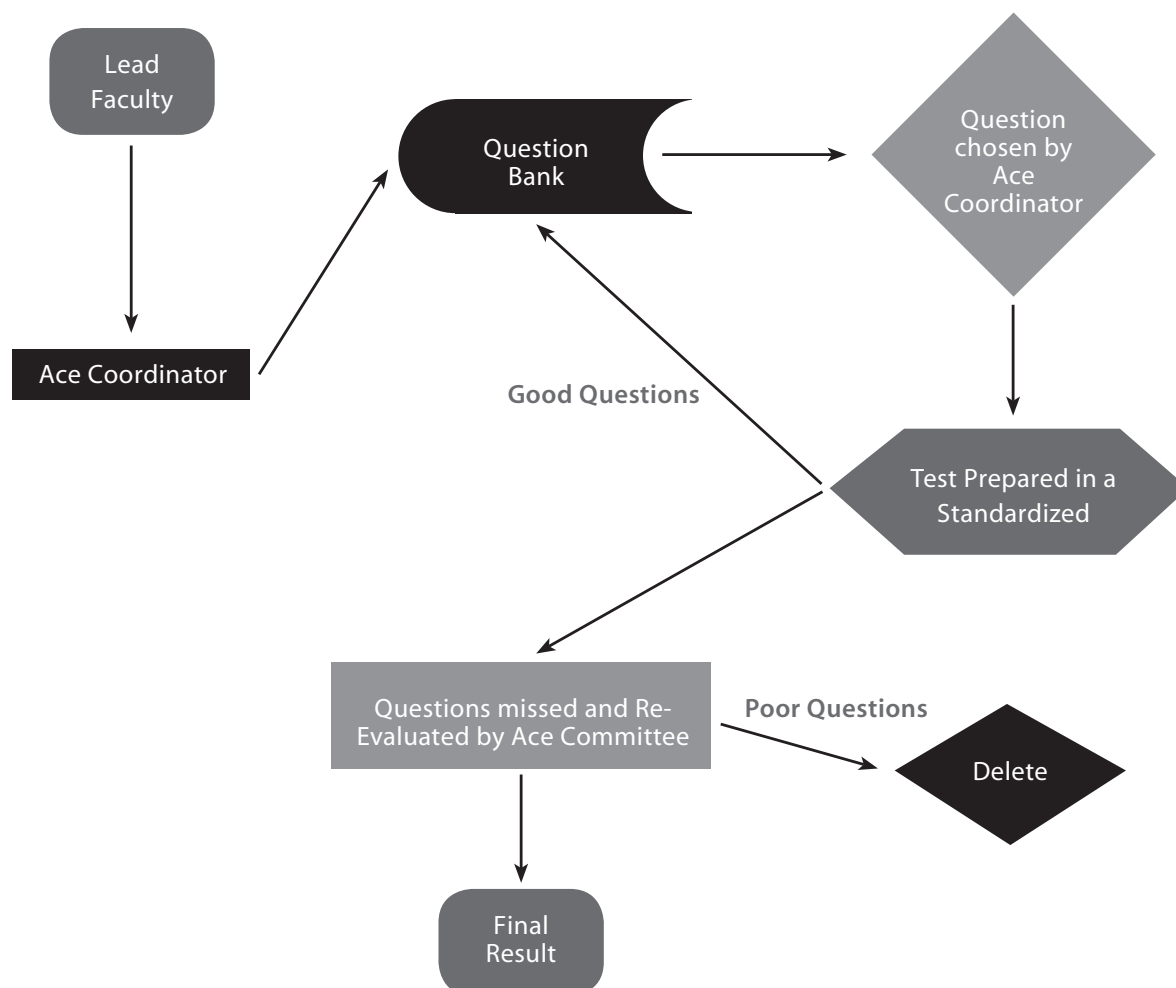 Lead
Faculty
Question
Bank
Question
chosen by
Ace
Coordinator
Ace Coordinator
Good Questions
Test Prepared in a
Standardized
Questions missed and Re-
Evaluated by Ace Committee
Poor Questions
Delete
Final
Result